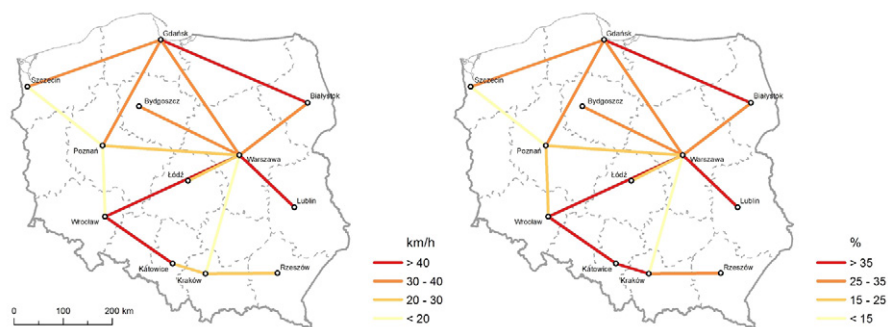 Gdańsk
Szczecin
Białystok
Bydgoszcz
Poznań
Warszawa
Łódź
Lublin
Wrocław
Katowice
Kraków
Rzeszów
km/h
> 40
30 - 40
20 - 30
< 20
0 100 200 km
Gdańsk
Szczecin
Białystok
Bydgoszcz
Poznań
Warszawa
Łódź
Lublin
Wrocław
Katowice
Kraków
Rzeszów
%
> 35
25 - 35
15 - 25
< 15